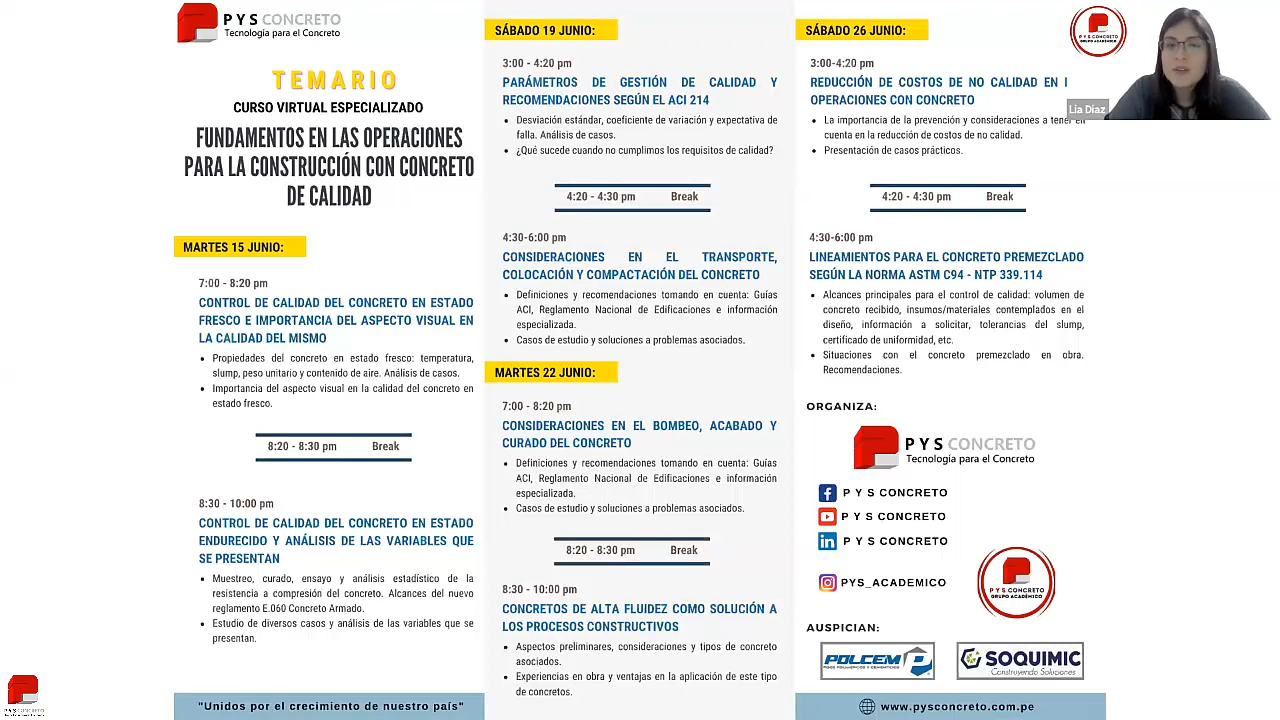 P Y S CONCRETO
Tecnología para el Concreto
TEMARIO
CURSO VIRTUAL ESPECIALIZADO
FUNDAMENTOS EN LAS OPERACIONES
PARA LA CONSTRUCCIÓN CON CONCRETO
DE CALIDAD
MARTES 15 JUNIO:
7:00 - 8:20 pm
CONTROL DE CALIDAD DEL CONCRETO EN ESTADO
FRESCO E IMPORTANCIA DEL ASPECTO VISUAL EN
LA CALIDAD DEL MISMO
• Propiedades del concreto en estado fresco: temperatura,
slump, peso unitario y contenido de aire. Análisis de casos.
• Importancia del aspecto visual en la calidad del concreto en
estado fresco.
8:20 - 8:30 pm Break
8:30 - 10:00 pm
CONTROL DE CALIDAD DEL CONCRETO EN ESTADO
ENDURECIDO Y ANÁLISIS DE LAS VARIABLES QUE
SE PRESENTAN
• Muestreo, curado, ensayo y análisis estadístico de la
resistencia a compresión del concreto. Alcances del nuevo
reglamento E.060 Concreto Armado.
• Estudio de diversos casos y análisis de las variables que se
presentan.
"Unidos por el crecimiento de nuestro país"
SÁBADO 19 JUNIO:
3:00 - 4:20 pm
PARÁMETROS DE GESTIÓN DE CALIDAD Y
RECOMENDACIONES SEGÚN EL ACI 214
• Desviación estándar, coeficiente de variación y expectativa de
falla. Análisis de casos.
• ¿Qué sucede cuando no cumplimos los requisitos de calidad?
4:20 - 4:30 pm Break
4:30-6:00 pm
CONSIDERACIONES EN EL TRANSPORTE,
COLOCACIÓN Y COMPACTACIÓN DEL CONCRETO
• Definiciones y recomendaciones tomando en cuenta: Guías
ACI, Reglamento Nacional de Edificaciones e información
especializada.
• Casos de estudio y soluciones a problemas asociados.
MARTES 22 JUNIO:
7:00 - 8:20 pm
CONSIDERACIONES EN EL BOMBEO, ACABADO Y
CURADO DEL CONCRETO
• Definiciones y recomendaciones tomando en cuenta: Guías
ACI, Reglamento Nacional de Edificaciones e información
especializada.
• Casos de estudio y soluciones a problemas asociados.
8:20 - 8:30 pm Break
8:30 - 10:00 pm
CONCRETOS DE ALTA FLUIDEZ COMO SOLUCIÓN A
LOS PROCESOS CONSTRUCTIVOS
• Aspectos preliminares, consideraciones y tipos de concreto
asociados.
• Experiencias en obra y ventajas en la aplicación de este tipo
de concretos.
SÁBADO 26 JUNIO:
3:00-4:20 pm
REDUCCIÓN DE COSTOS DE NO CALIDAD EN
OPERACIONES CON CONCRETO
• La importancia de la prevención y consideraciones a tener en
cuenta en la reducción de costos de no calidad.
• Presentación de casos prácticos.
4:20 - 4:30 pm Break
4:30-6:00 pm
LINEAMIENTOS PARA EL CONCRETO PREMEZCLADO
SEGÚN LA NORMA ASTM C94 - NTP 339.114
• Alcances principales para el control de calidad: volumen de
concreto recibido, insumos/materiales contemplados en el
diseño, información a solicitar, tolerancias del slump,
certificado de uniformidad, etc.
• Situaciones con el concreto premezclado en obra.
Recomendaciones.
ORGANIZA:
P Y S CONCRETO
Tecnología para el Concreto
P Y S CONCRETO
P Y S CONCRETO
P Y S CONCRETO
PYS_ACADEMICO
P Y S CONCRETO
GRUPO ACADÉMICO
AUSPICIAN:
POLCEM
SOQUIMIC
Construyendo Soluciones
www.pysconcreto.com.pe
P Y S CONCRETO
GRUPO ACADÉMICO
Lia Diaz
P Y S CONCRETO